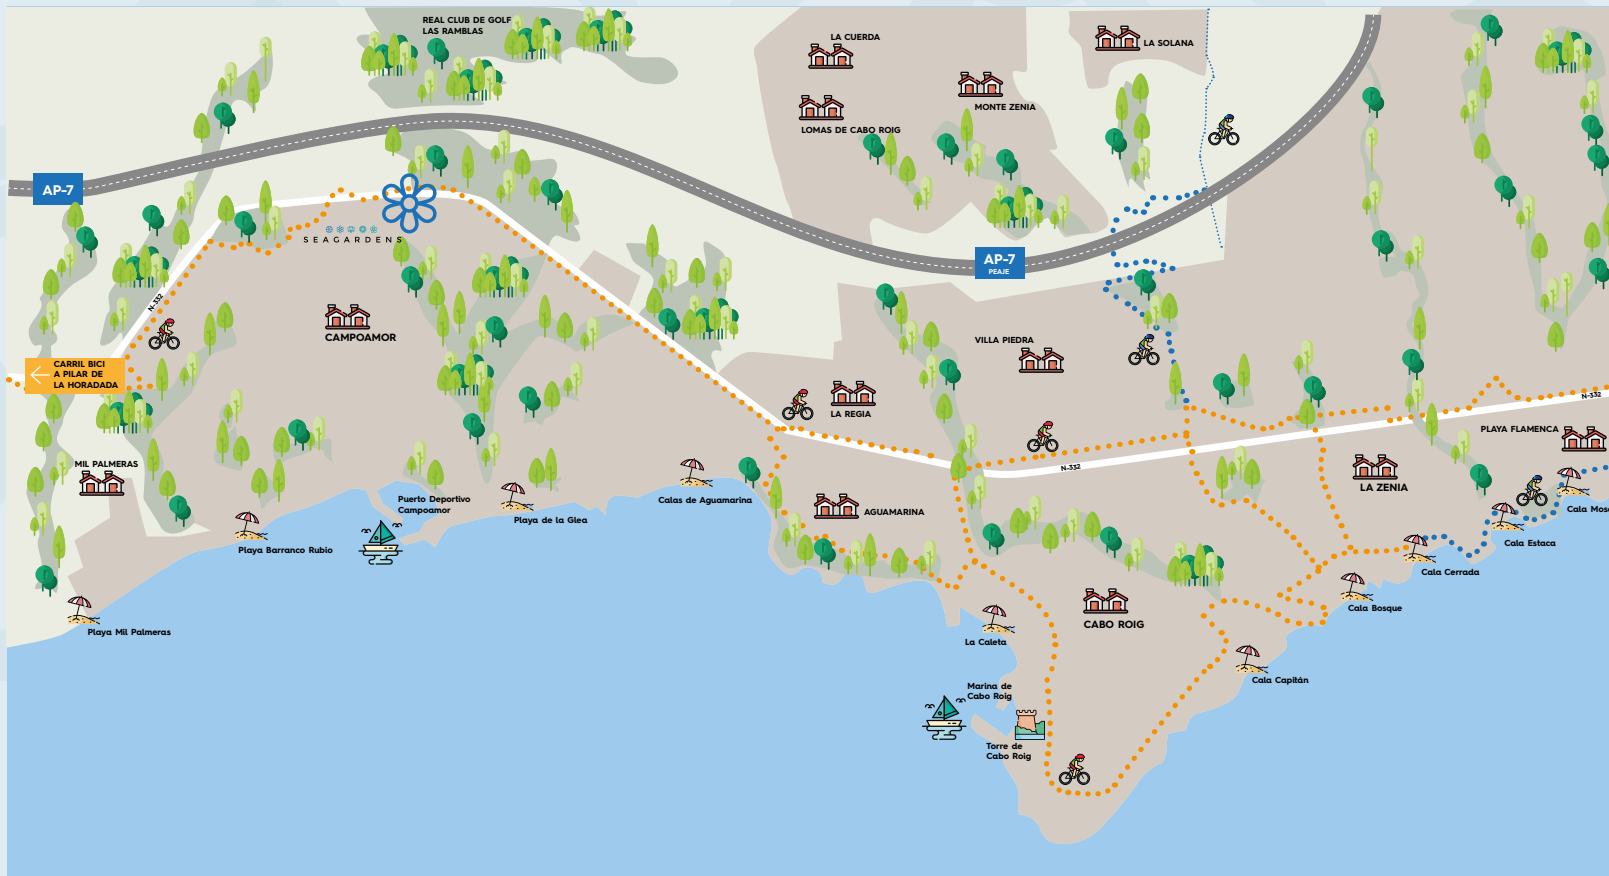 REAL CLUB DE GOLF
LAS RAMBLAS
LA CUERDA
LA SOLANA
MONTE ZENIA
LOMAS DE CABO ROIG
AP-7
SEAGARDENS
AP-7
PEAJE
N-332
CAMPOAMOR
VILLA PIEDRA
CARRIL BICI
A PILAR DE
LA HORADADA
LA REGIA
N-332
PLAYA FLAMENCA
N-332
MIL PALMERAS
LA ZENIA
Puerto Deportivo
Campoamor
Calas de Aguamarina
Playa de la Glea
AGUAMARINA
Cala Estaca
Playa Barranco Rubio
Cala Cerrada
Cala Bosque
CABO ROIG
Playa Mil Palmeras
La Caleta
Cala Capitán
Marina de
Cabo Roig
Torre de
Cabo Roig
Cala